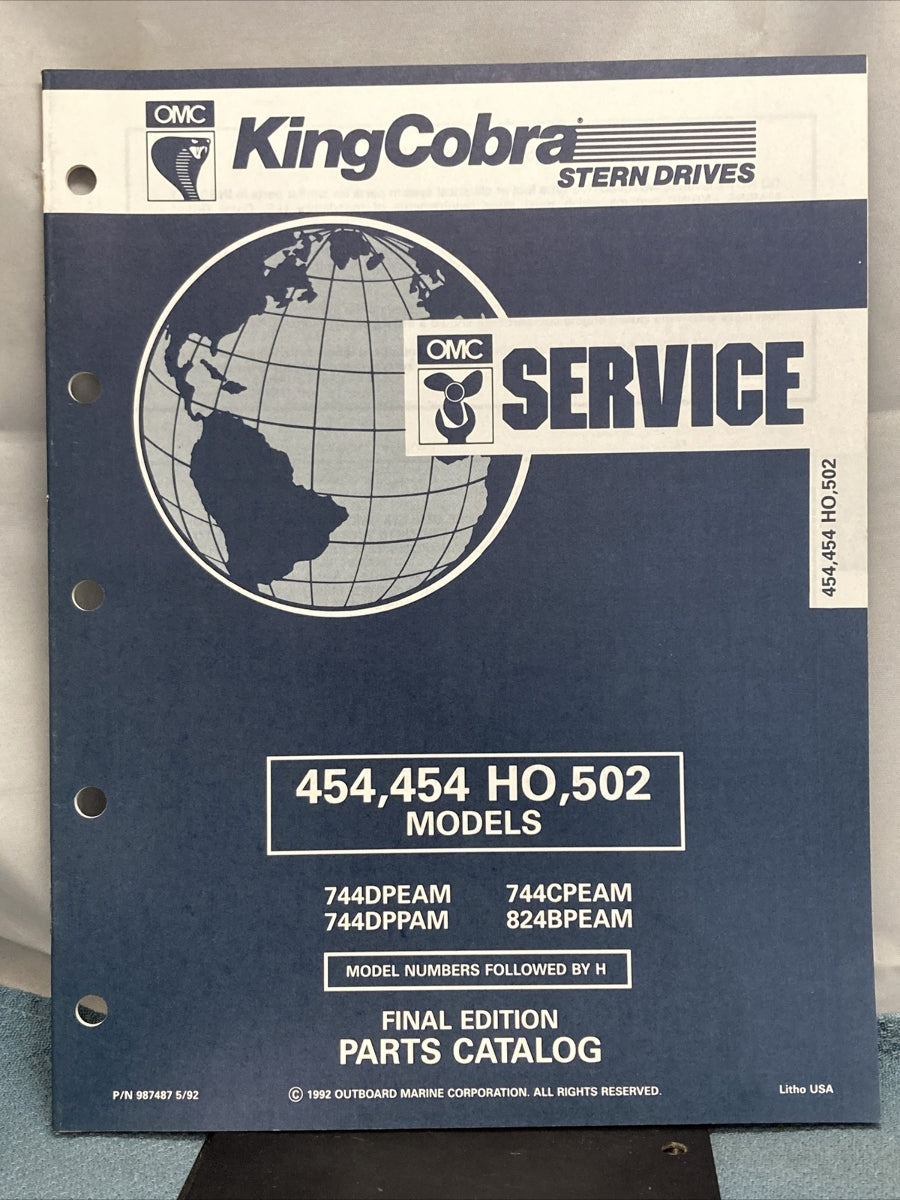 OMC
KingCobra®
STERN DRIVES
OMC
SERVICE
454,454 HO,502
454,454 HO,502
MODELS
744DPEAM 744CPEAM
744DPPAM 824BPEAM
MODEL NUMBERS FOLLOWED BY H
FINAL EDITION
PARTS CATALOG
P/N 987487 5/92 © 1992 OUTBOARD MARINE CORPORATION. ALL RIGHTS RESERVED. Litho USA